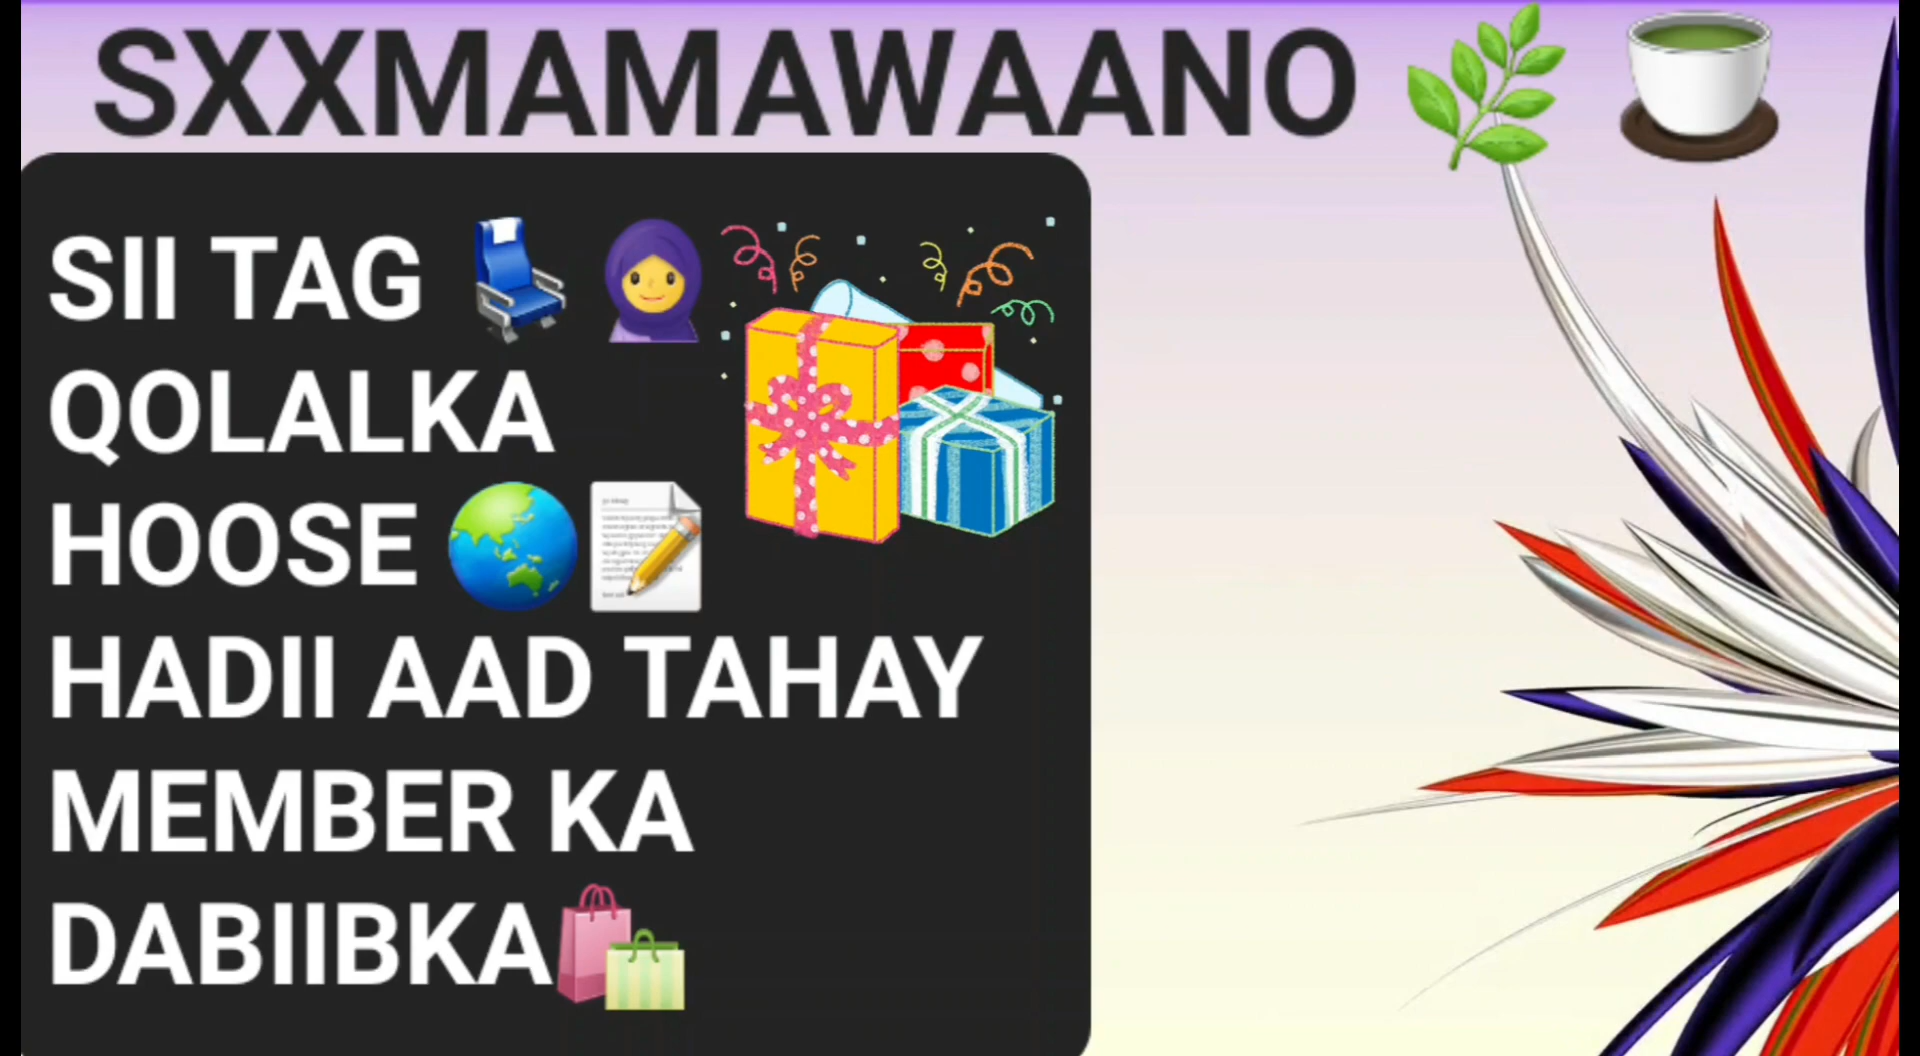 SXXMAMAWAANO 🌿 🍵
SII TAG 💺 🧕
QOLALKA
HOOSE 🌏📝
HADII AAD TAHAY
MEMBER KA
DABIIBKA🛍️